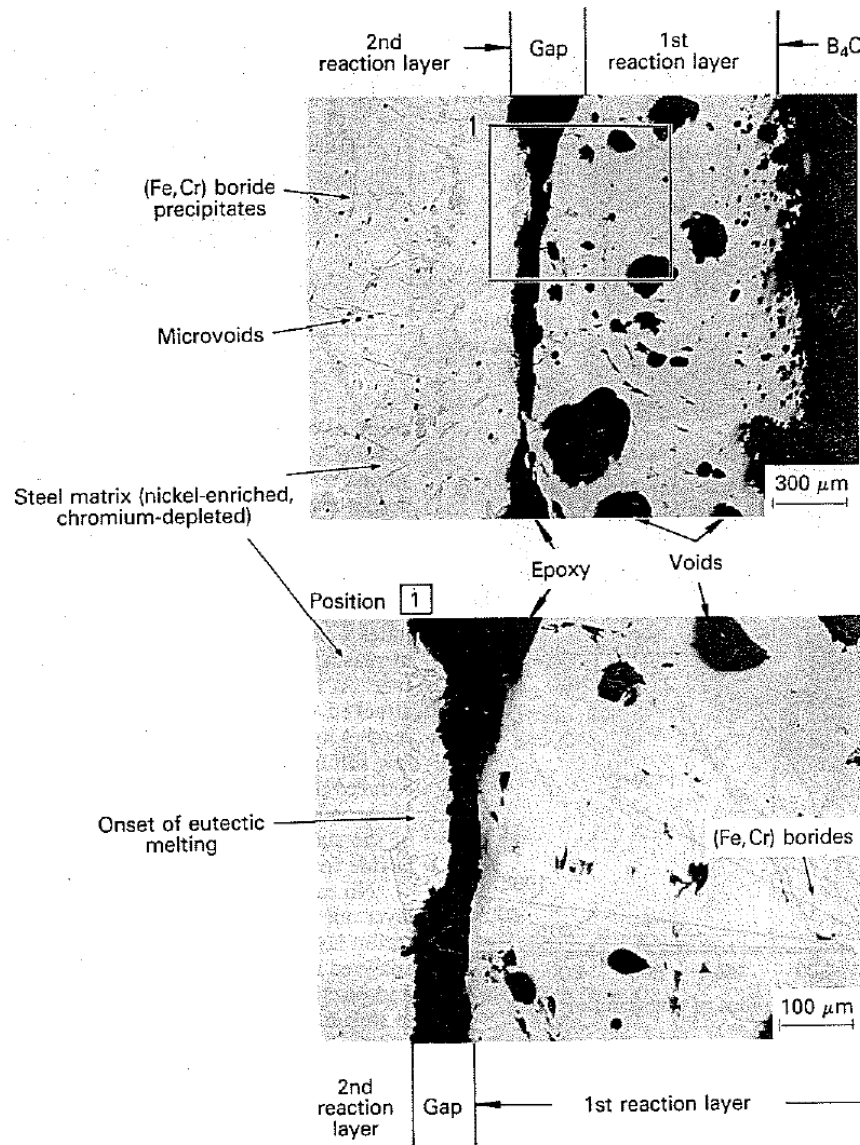 2nd
reaction layer
Gap
1st
reaction layer
B₄C
1
(Fe,Cr) boride
precipitates
Microvoids
Steel matrix (nickel-enriched,
chromium-depleted)
300 μm
Epoxy
Voids
Position 1
Onset of eutectic
melting
(Fe,Cr) borides
100 μm
2nd
reaction
layer
Gap
1st reaction layer